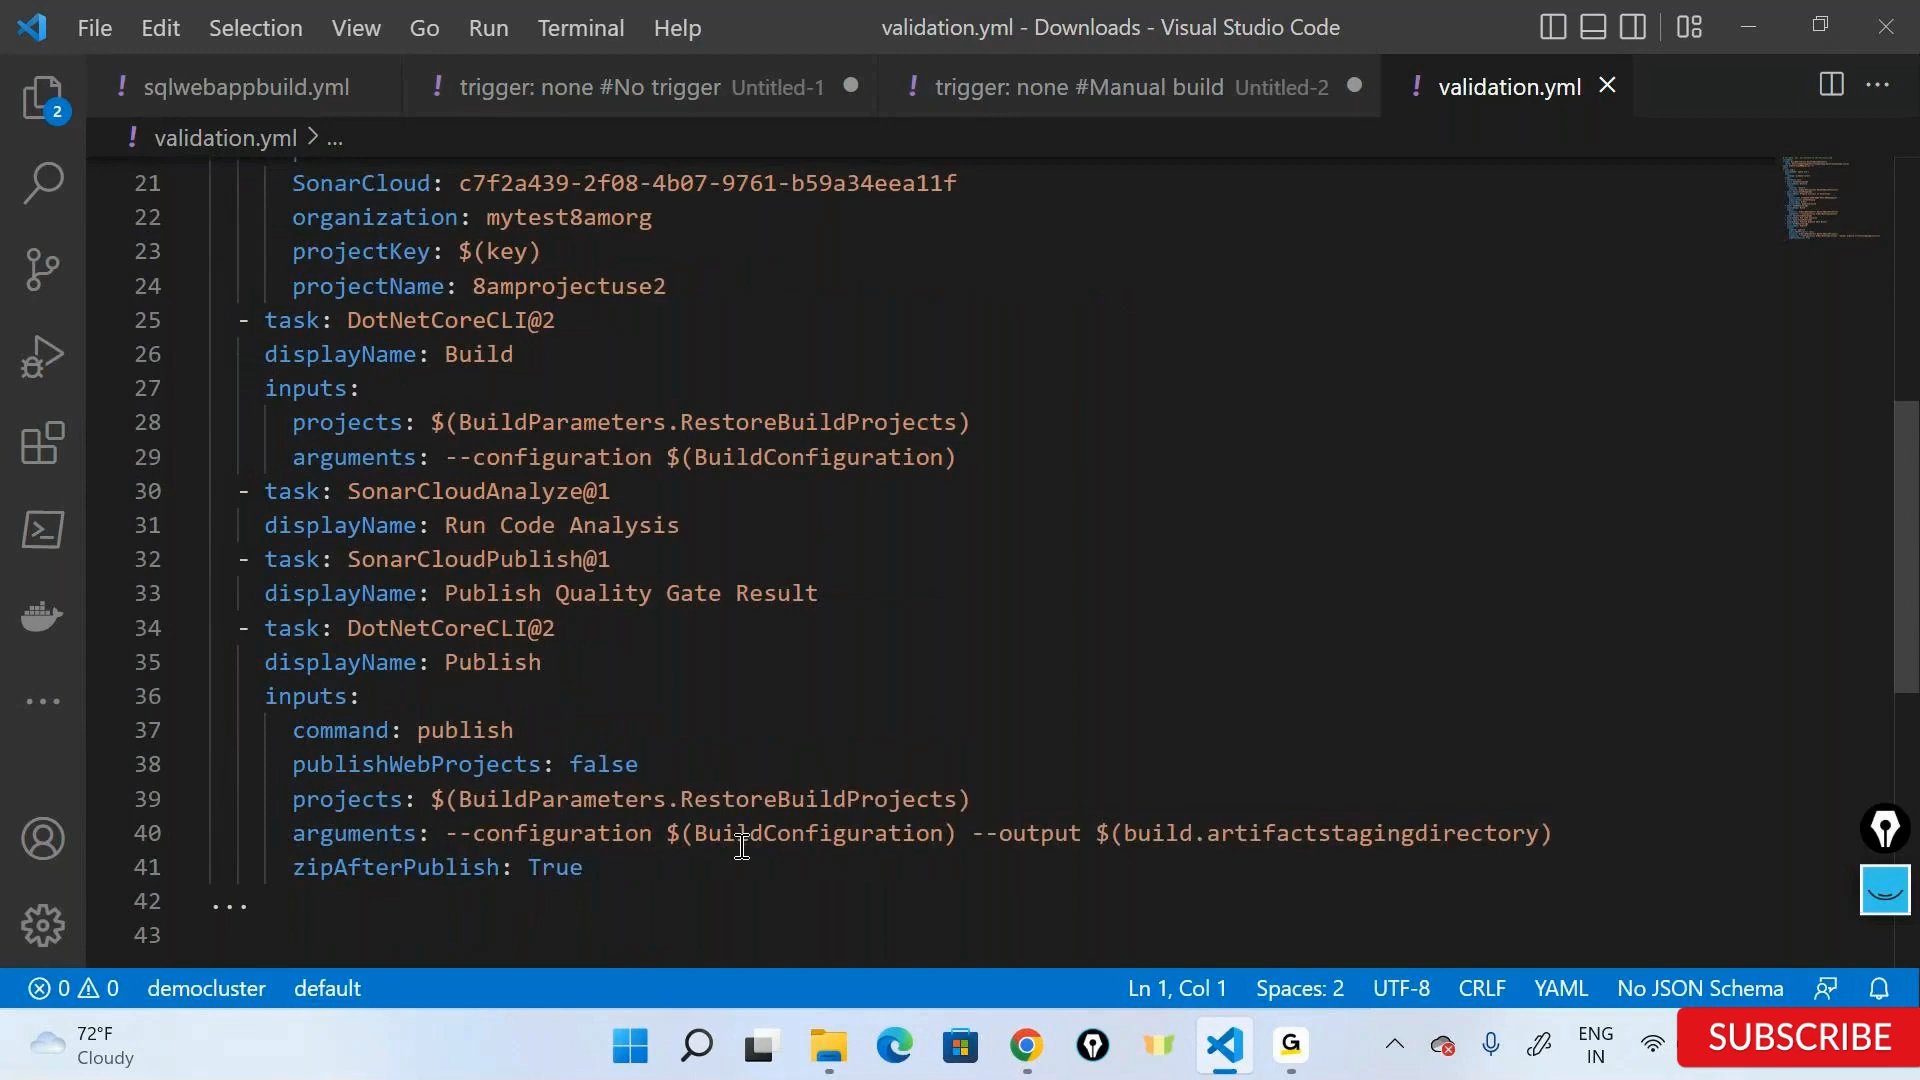 File Edit Selection View Go Run Terminal Help validation.yml - Downloads - Visual Studio Code
! sqlwebappbuild.yml ! trigger: none #No trigger Untitled-1 ! trigger: none #Manual build Untitled-2 ! validation.yml
2
! validation.yml > ...
21 SonarCloud: c7f2a439-2f08-4b07-9761-b59a34eea11f
22 organization: mytest8amorg
23 projectKey: $(key)
24 projectName: 8amprojectuse2
25 - task: DotNetCoreCLI@2
26 displayName: Build
27 inputs:
28 projects: $(BuildParameters.RestoreBuildProjects)
29 arguments: --configuration $(BuildConfiguration)
30 - task: SonarCloudAnalyze@1
31 displayName: Run Code Analysis
32 - task: SonarCloudPublish@1
33 displayName: Publish Quality Gate Result
34 - task: DotNetCoreCLI@2
35 displayName: Publish
36 inputs:
37 command: publish
38 publishWebProjects: false
39 projects: $(BuildParameters.RestoreBuildProjects)
40 arguments: --configuration $(BuildConfiguration) --output $(build.artifactstagingdirectory)
41 zipAfterPublish: True
42 ...
43
0 0 democluster default Ln 1, Col 1 Spaces: 2 UTF-8 CRLF YAML No JSON Schema
72°F
Cloudy
G
ENG
IN
SUBSCRIBE